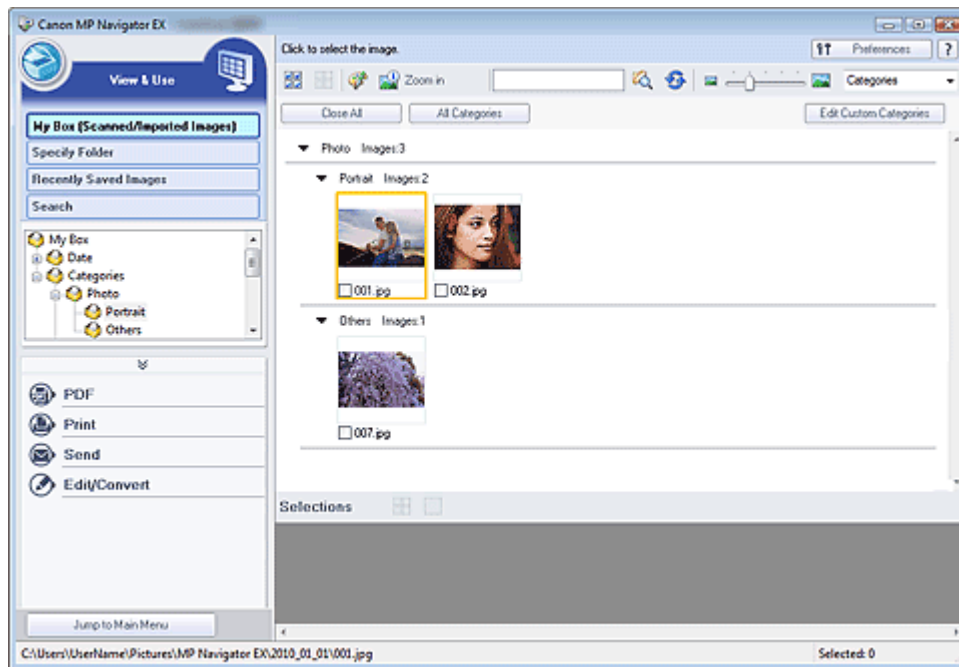 Canon MP Navigator EX
View & Use
My Box (Scanned/Imported Images)
Specify Folder
Recently Saved Images
Search
My Box
Date
Categories
Photo
Portrait
Others
PDF
Print
Send
Edit/Convert
Jump to Main Menu
Click to select the image.
Preferences
?
Zoom in
Categories
Close All
All Categories
Edit Custom Categories
Photo Images:3
Portrait Images:2
001.jpg
002.jpg
Others Images:1
007.jpg
Selections
C:\Users\UserName\Pictures\MP Navigator EX\2010_01_01\001.jpg
Selected: 0